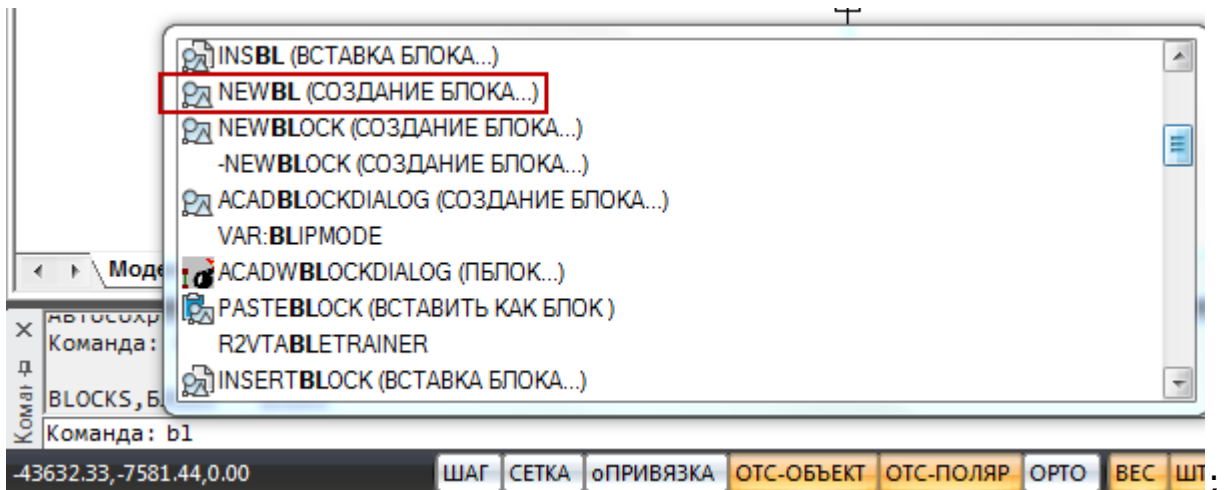 INSBL (ВСТАВКА БЛОКА...)
NEWBL (СОЗДАНИЕ БЛОКА...)
NEWBLOCK (СОЗДАНИЕ БЛОКА...)
-NEWBLOCK (СОЗДАНИЕ БЛОКА...)
ACADBLOCKDIALOG (СОЗДАНИЕ БЛОКА...)
VAR:BLIPMODE
Моде
ACADWBLOCKDIALOG (ПБЛОК...)
PASTEBLOCK (ВСТАВИТЬ КАК БЛОК )
Команда:
R2VTABLETRAINER
INSERTBLOCK (ВСТАВКА БЛОКА...)
BLOCKS,Б
Команда: bl
-43632.33,-7581.44,0.00 ШАГ СЕТКА оПРИВЯЗКА ОТС-ОБЪЕКТ ОТС-ПОЛЯР ОРТО ВЕС ШТ;